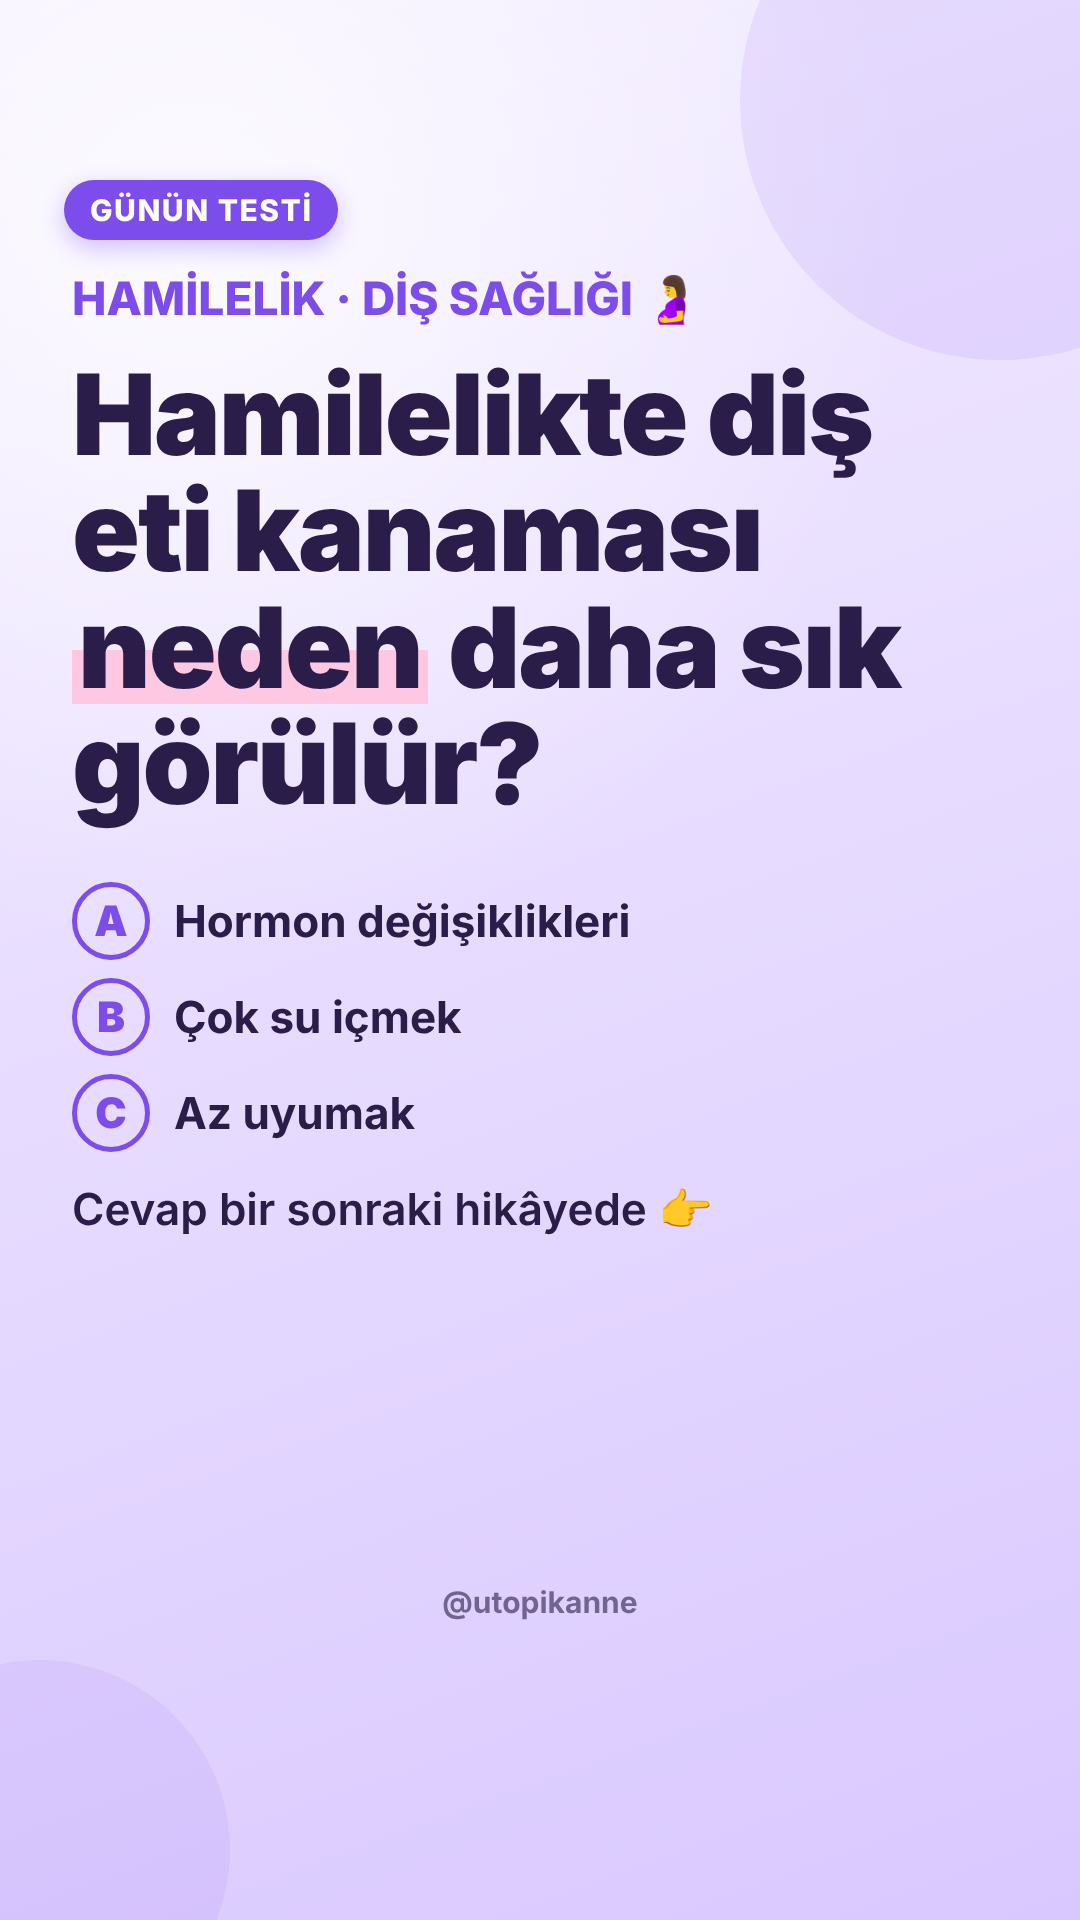 GÜNÜN TESTİ
HAMİLELİK · DİŞ SAĞLIĞI 🤰
Hamilelikte diş
eti kanaması
neden daha sık
görülür?
A Hormon değişiklikleri
B Çok su içmek
C Az uyumak
Cevap bir sonraki hikâyede 👉
@utopikanne